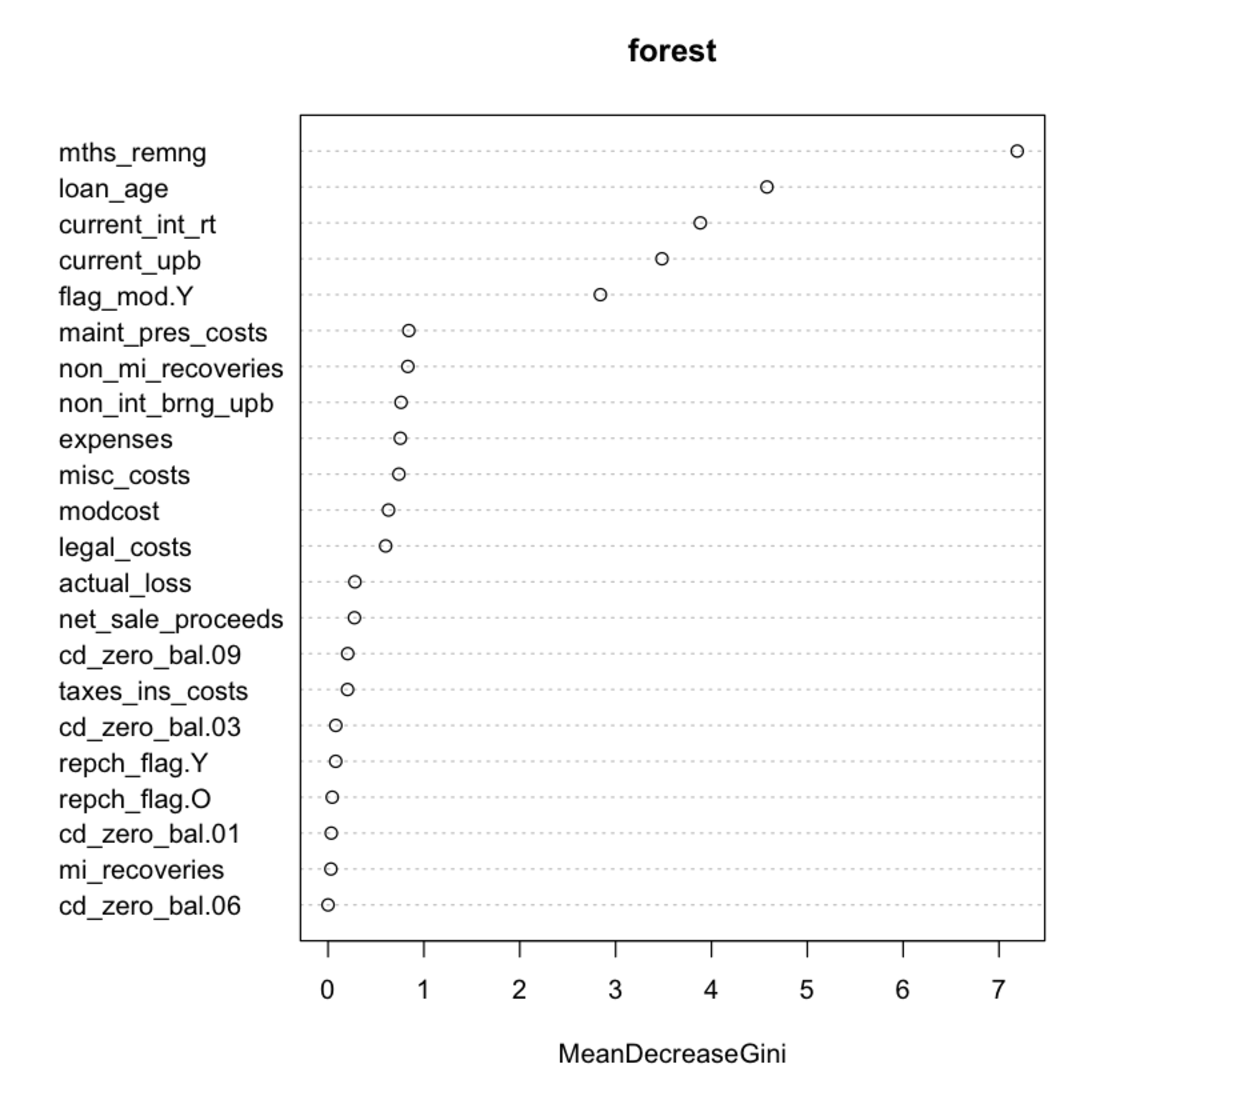 forest
mths_remng
loan_age
current_int_rt
current_upb
flag_mod.Y
maint_pres_costs
non_mi_recoveries
non_int_brng_upb
expenses
misc_costs
modcost
legal_costs
actual_loss
net_sale_proceeds
cd_zero_bal.09
taxes_ins_costs
cd_zero_bal.03
repch_flag.Y
repch_flag.O
cd_zero_bal.01
mi_recoveries
cd_zero_bal.06
0 1 2 3 4 5 6 7
MeanDecreaseGini